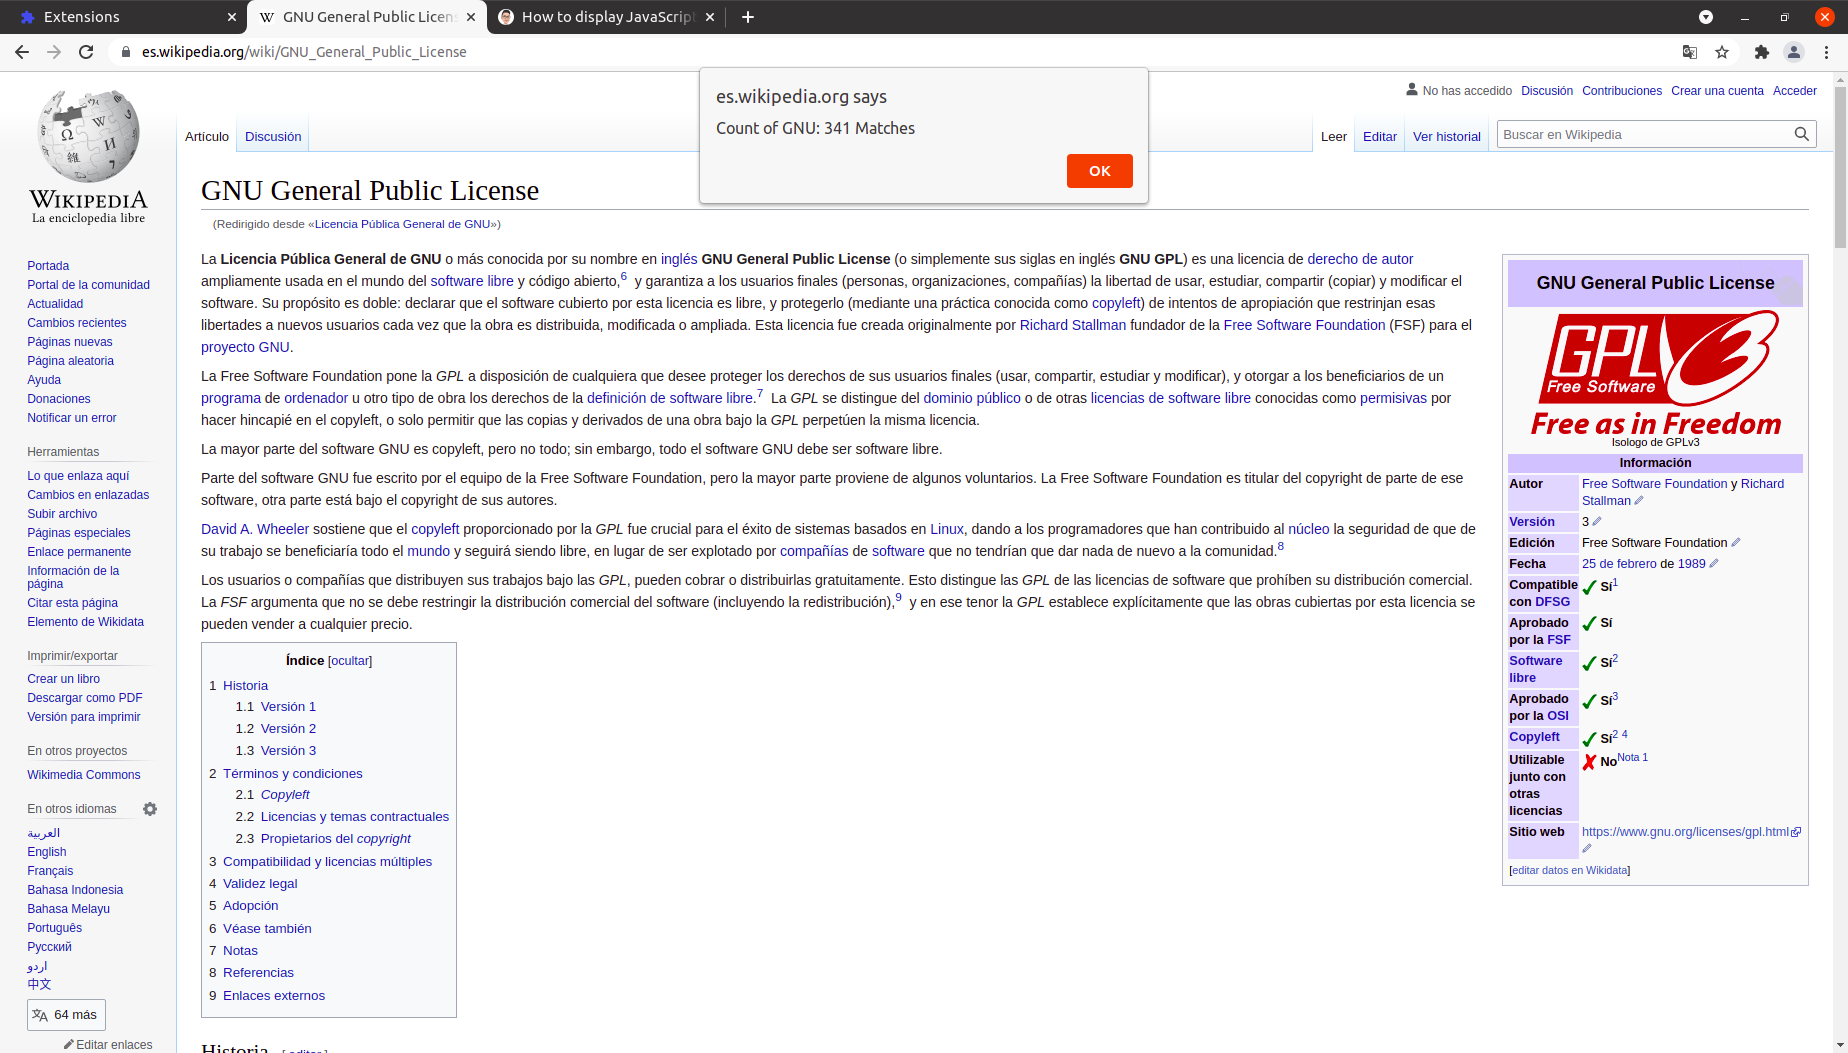 Extensions
GNU General Public Licen
How to display JavaScript
es.wikipedia.org/wiki/GNU_General_Public_License
es.wikipedia.org says
Count of GNU: 341 Matches
OK
No has accedido Discusión Contribuciones Crear una cuenta Acceder
Artículo Discusión
Leer Editar Ver historial Buscar en Wikipedia
WIKIPEDIA
La enciclopedia libre
Portada
Portal de la comunidad
Actualidad
Cambios recientes
Páginas nuevas
Página aleatoria
Ayuda
Donaciones
Notificar un error
Herramientas
Lo que enlaza aquí
Cambios en enlazadas
Subir archivo
Páginas especiales
Enlace permanente
Información de la
página
Citar esta página
Elemento de Wikidata
Imprimir/exportar
Crear un libro
Descargar como PDF
Versión para imprimir
En otros proyectos
Wikimedia Commons
En otros idiomas
العربية
English
Français
Bahasa Indonesia
Bahasa Melayu
Português
Русский
اردو
中文
64 más
Editar enlaces
GNU General Public License
(Redirigido desde «Licencia Pública General de GNU»)
La Licencia Pública General de GNU o más conocida por su nombre en inglés GNU General Public License (o simplemente sus siglas en inglés GNU GPL) es una licencia de derecho de autor
ampliamente usada en el mundo del software libre y código abierto,6 y garantiza a los usuarios finales (personas, organizaciones, compañías) la libertad de usar, estudiar, compartir (copiar) y modificar el
software. Su propósito es doble: declarar que el software cubierto por esta licencia es libre, y protegerlo (mediante una práctica conocida como copyleft) de intentos de apropiación que restrinjan esas
libertades a nuevos usuarios cada vez que la obra es distribuida, modificada o ampliada. Esta licencia fue creada originalmente por Richard Stallman fundador de la Free Software Foundation (FSF) para el
proyecto GNU.
La Free Software Foundation pone la GPL a disposición de cualquiera que desee proteger los derechos de sus usuarios finales (usar, compartir, estudiar y modificar), y otorgar a los beneficiarios de un
programa de ordenador u otro tipo de obra los derechos de la definición de software libre.7 La GPL se distingue del dominio público o de otras licencias de software libre conocidas como permisivas por
hacer hincapié en el copyleft, o solo permitir que las copias y derivados de una obra bajo la GPL perpetúen la misma licencia.
La mayor parte del software GNU es copyleft, pero no todo; sin embargo, todo el software GNU debe ser software libre.
Parte del software GNU fue escrito por el equipo de la Free Software Foundation, pero la mayor parte proviene de algunos voluntarios. La Free Software Foundation es titular del copyright de parte de ese
software, otra parte está bajo el copyright de sus autores.
David A. Wheeler sostiene que el copyleft proporcionado por la GPL fue crucial para el éxito de sistemas basados en Linux, dando a los programadores que han contribuido al núcleo la seguridad de que de
su trabajo se beneficiaría todo el mundo y seguirá siendo libre, en lugar de ser explotado por compañías de software que no tendrían que dar nada de nuevo a la comunidad.8
Los usuarios o compañías que distribuyen sus trabajos bajo las GPL, pueden cobrar o distribuirlas gratuitamente. Esto distingue las GPL de las licencias de software que prohíben su distribución comercial.
La FSF argumenta que no se debe restringir la distribución comercial del software (incluyendo la redistribución),9 y en ese tenor la GPL establece explícitamente que las obras cubiertas por esta licencia se
pueden vender a cualquier precio.
Índice [ocultar]
1 Historia
1.1 Versión 1
1.2 Versión 2
1.3 Versión 3
2 Términos y condiciones
2.1 Copyleft
2.2 Licencias y temas contractuales
2.3 Propietarios del copyright
3 Compatibilidad y licencias múltiples
4 Validez legal
5 Adopción
6 Véase también
7 Notas
8 Referencias
9 Enlaces externos
Historia [ editar ]
GNU General Public License
GPL 3
Free Software
Free as in Freedom
Isologo de GPLv3
Información
Autor Free Software Foundation y Richard
Stallman
Versión 3
Edición Free Software Foundation
Fecha 25 de febrero de 1989
Compatible
con DFSG Sí1
Aprobado
por la FSF Sí
Software
libre Sí2
Aprobado
por la OSI Sí3
Copyleft Sí2 4
Utilizable
junto con
otras
licencias NoNota 1
Sitio web https://www.gnu.org/licenses/gpl.html
[editar datos en Wikidata]